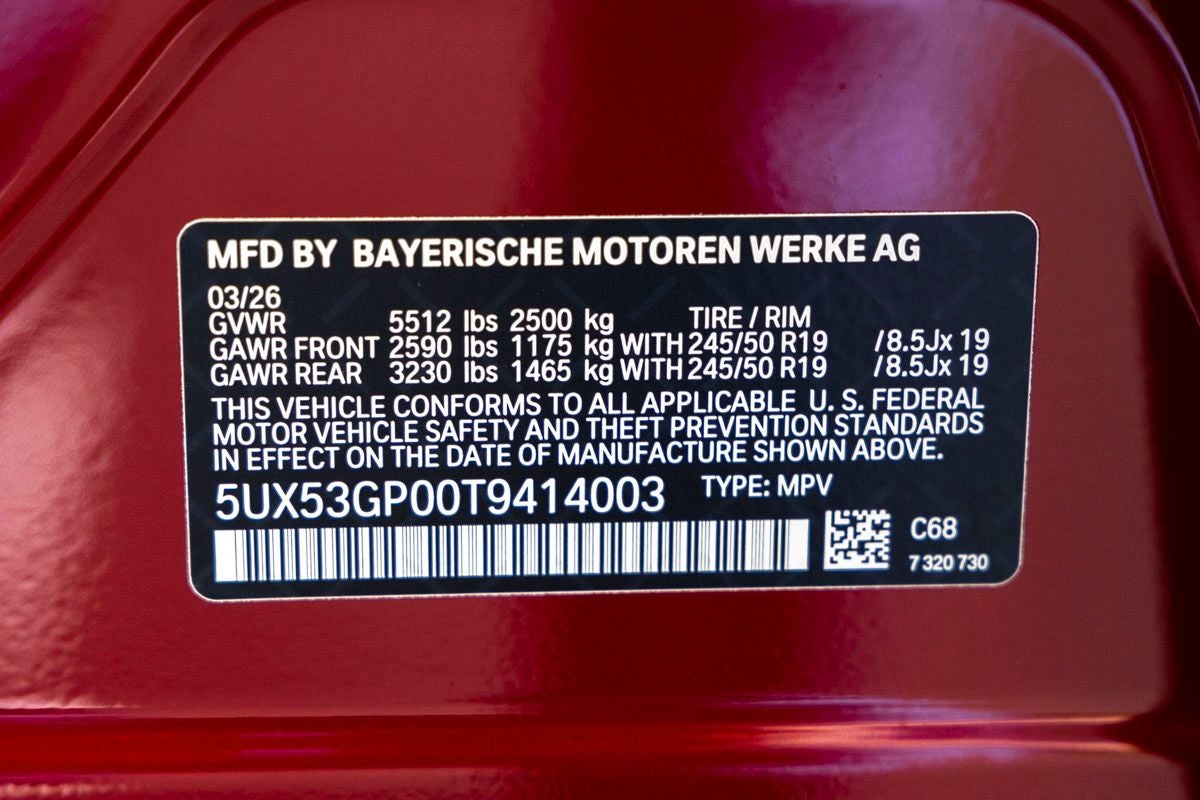 MFD BY BAYERISCHE MOTOREN WERKE AG
03/26
GVWR 5512 lbs 2500 kg TIRE / RIM
GAWR FRONT 2590 lbs 1175 kg WITH 245/50 R19 /8.5Jx 19
GAWR REAR 3230 lbs 1465 kg WITH 245/50 R19 /8.5Jx 19
THIS VEHICLE CONFORMS TO ALL APPLICABLE U. S. FEDERAL
MOTOR VEHICLE SAFETY AND THEFT PREVENTION STANDARDS
IN EFFECT ON THE DATE OF MANUFACTURE SHOWN ABOVE.
5UX53GP00T9414003 TYPE: MPV
C68
7 320 730